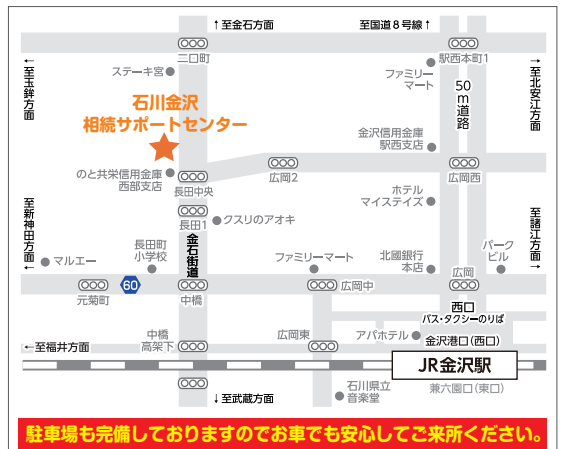 ↑至金石方面
至国道8号線↑
二口町
駅西本町1
ステーキ宮
ファミリー
マート
↑至玉鉾方面
50m道路
至北安江方面→
石川金沢
相続サポートセンター
金沢信用金庫
駅西支店
のと共栄信用金庫
西部支店
長田中央
広岡2
広岡西
ホテル
マイステイズ
長田1
クスリのアオキ
金石街道
←至新神田方面
至諸江方面→
長田町
小学校
マルエー
ファミリーマート
北國銀行
本店
パーク
ビル
元菊町
60
中橋
広岡中
広岡
西口
バス・タクシーのりば
中橋
高架下
広岡東
アパホテル
金沢港口(西口)
←至福井方面
JR金沢駅
石川県立
音楽堂
兼六園口(東口)
↓至武蔵方面
駐車場も完備しておりますのでお車でも安心してご来所ください。